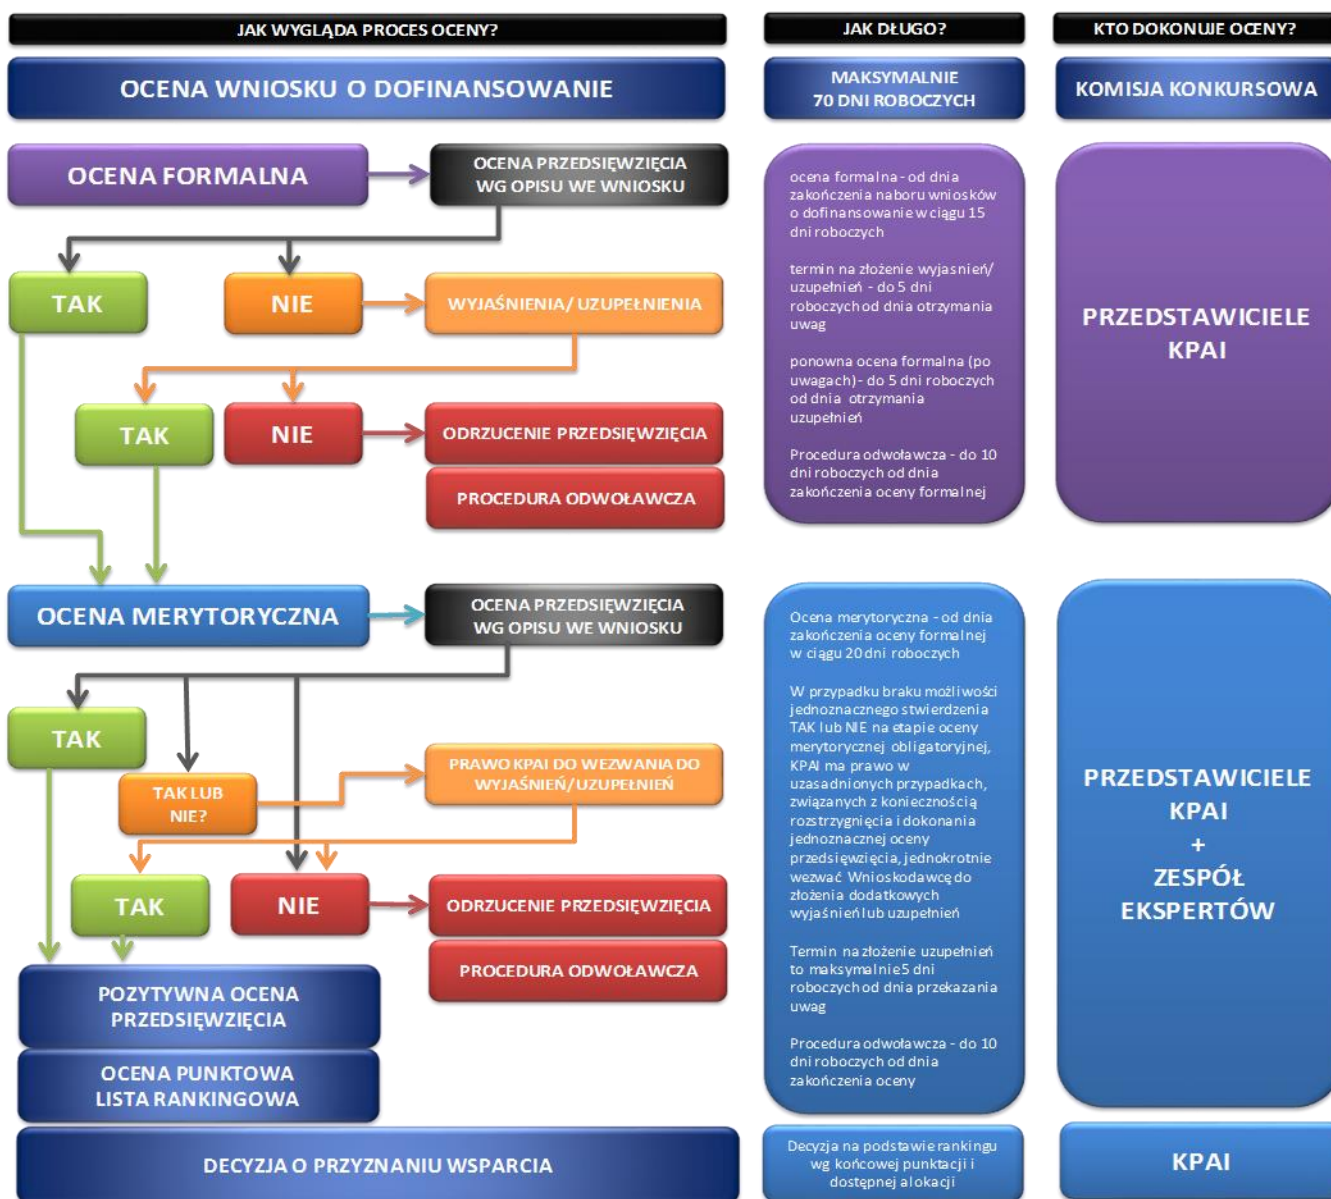 JAK WYGLĄDA PROCES OCENY?
JAK DŁUGO?
KTO DOKONUJE OCENY?
OCENA WNIOSKU O DOFINANSOWANIE
MAKSYMALNIE
70 DNI ROBOCZYCH
KOMISJA KONKURSOWA
OCENA FORMALNA
OCENA PRZEDSIĘWZIĘCIA
WG OPISU WE WNIOSKU
TAK
NIE
WYJAŚNIENIA/ UZUPEŁNIENIA
TAK
NIE
ODRZUCENIE PRZEDSIĘWZIĘCIA
PROCEDURA ODWOŁAWCZA
ocena formalna - od dnia
zakończenia naboru wniosków
o dofinansowanie w ciągu 15
dni roboczych
termin na złożenie wyjasnień/
uzupełnień - do 5 dni
roboczych od dnia otrzymania
uwag
ponowna ocena formalna (po
uwagach) - do 5 dni roboczych
od dnia otrzymania
uzupełnień
Procedura odwoławcza - do 10
dni roboczych od dnia
zakończenia oceny formalnej
PRZEDSTAWICIELE
KPAI
OCENA MERYTORYCZNA
OCENA PRZEDSIĘWZIĘCIA
WG OPISU WE WNIOSKU
TAK
TAK LUB
NIE?
PRAWO KPAI DO WEZWANIA DO
WYJAŚNIEŃ/UZUPEŁNIEŃ
TAK
NIE
ODRZUCENIE PRZEDSIĘWZIĘCIA
PROCEDURA ODWOŁAWCZA
POZYTYWNA OCENA
PRZEDSIĘWZIĘCIA
OCENA PUNKTOWA
LISTA RANKINGOWA
Ocena merytoryczna - od dnia
zakończenia oceny formalnej
w ciągu 20 dni roboczych
W przypadku braku możliwości
jednoznacznego stwierdzenia
TAK lub NIE na etapie oceny
merytorycznej obligatoryjnej,
KPAI ma prawo w
uzasadnionych przypadkach,
związanych z koniecznością
rozstrzygnięcia i dokonania
jednoznacznej oceny
przedsięwzięcia, jednokrotnie
wezwać Wnioskodawcę do
złożenia dodatkowych
wyjaśnień lub uzupełnień
Termin na złożenie uzupełnień
to maksymalnie 5 dni
roboczych od dnia przekazania
uwag
Procedura odwoławcza - do 10
dni roboczych od dnia
zakończenia oceny
PRZEDSTAWICIELE
KPAI
+
ZESPÓŁ
EKSPERTÓW
DECYZJA O PRZYZNANIU WSPARCIA
Decyzja na podstawie rankingu
wg końcowej punktacji i
dostępnej alokacji
KPAI